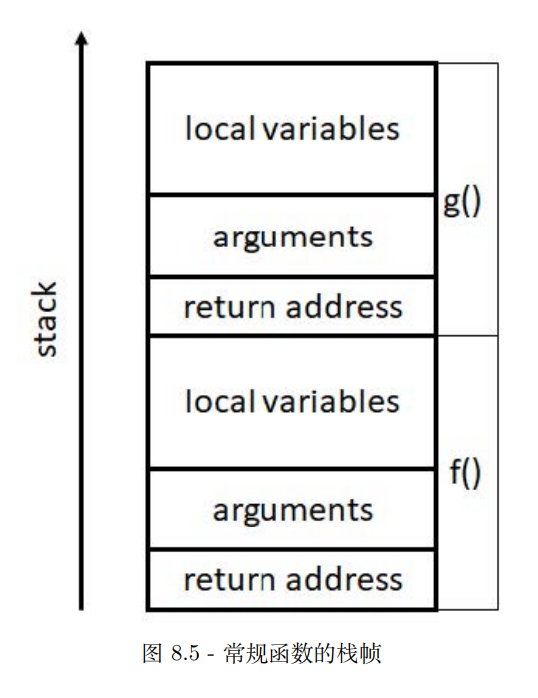 local variables
g()
arguments
return address
stack
local variables
f()
arguments
return address
图 8.5 - 常规函数的栈帧